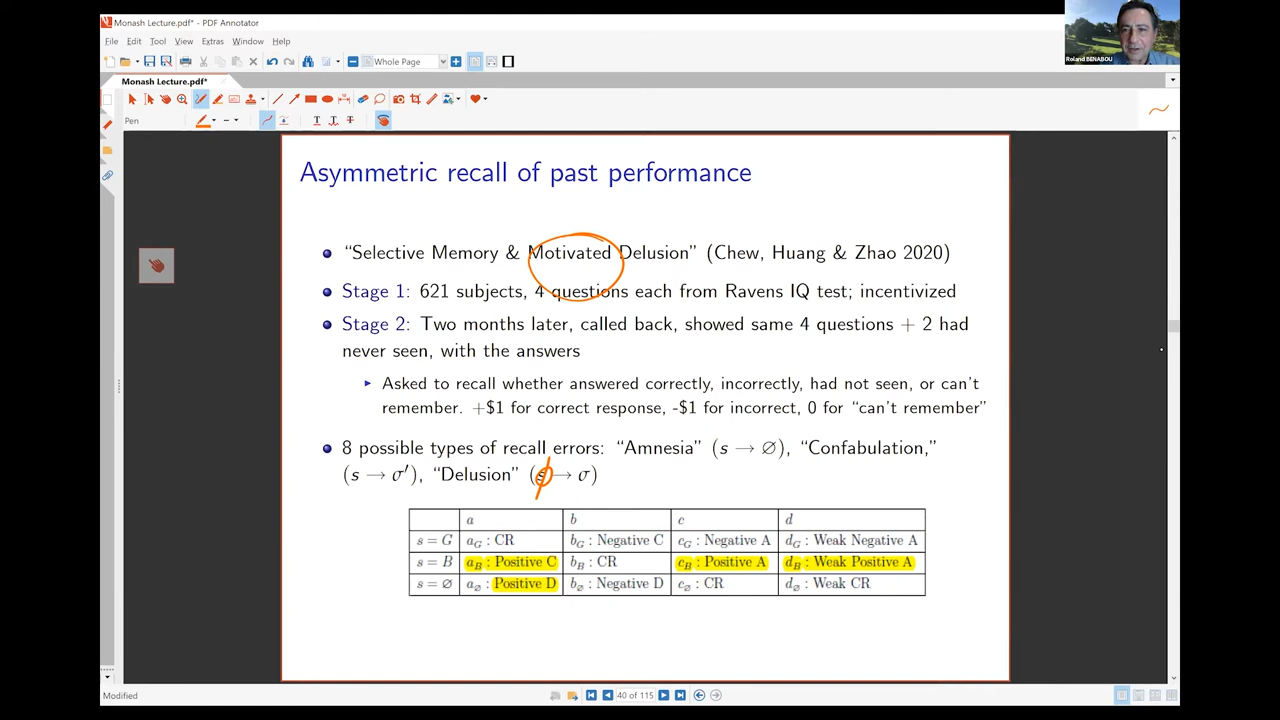 Monash Lecture.pdf* - PDF Annotator
Roland BENABOU
File Edit Tool View Extras Window Help
Whole Page
Monash Lecture.pdf*
Pen
Asymmetric recall of past performance
“Selective Memory & Motivated Delusion” (Chew, Huang & Zhao 2020)
Stage 1: 621 subjects, 4 questions each from Ravens IQ test; incentivized
Stage 2: Two months later, called back, showed same 4 questions + 2 had
never seen, with the answers
Asked to recall whether answered correctly, incorrectly, had not seen, or can't
remember. +$1 for correct response, -$1 for incorrect, 0 for “can't remember”
8 possible types of recall errors: “Amnesia” (s → ∅), “Confabulation,”
(s → σ′), “Delusion” (∅ → σ)
a b c d
s = G a_G : CR b_G : Negative C c_G : Negative A d_G : Weak Negative A
s = B a_B : Positive C b_B : CR c_B : Positive A d_B : Weak Positive A
s = ∅ a_∅ : Positive D b_∅ : Negative D c_∅ : CR d_∅ : Weak CR
Modified
40 of 115